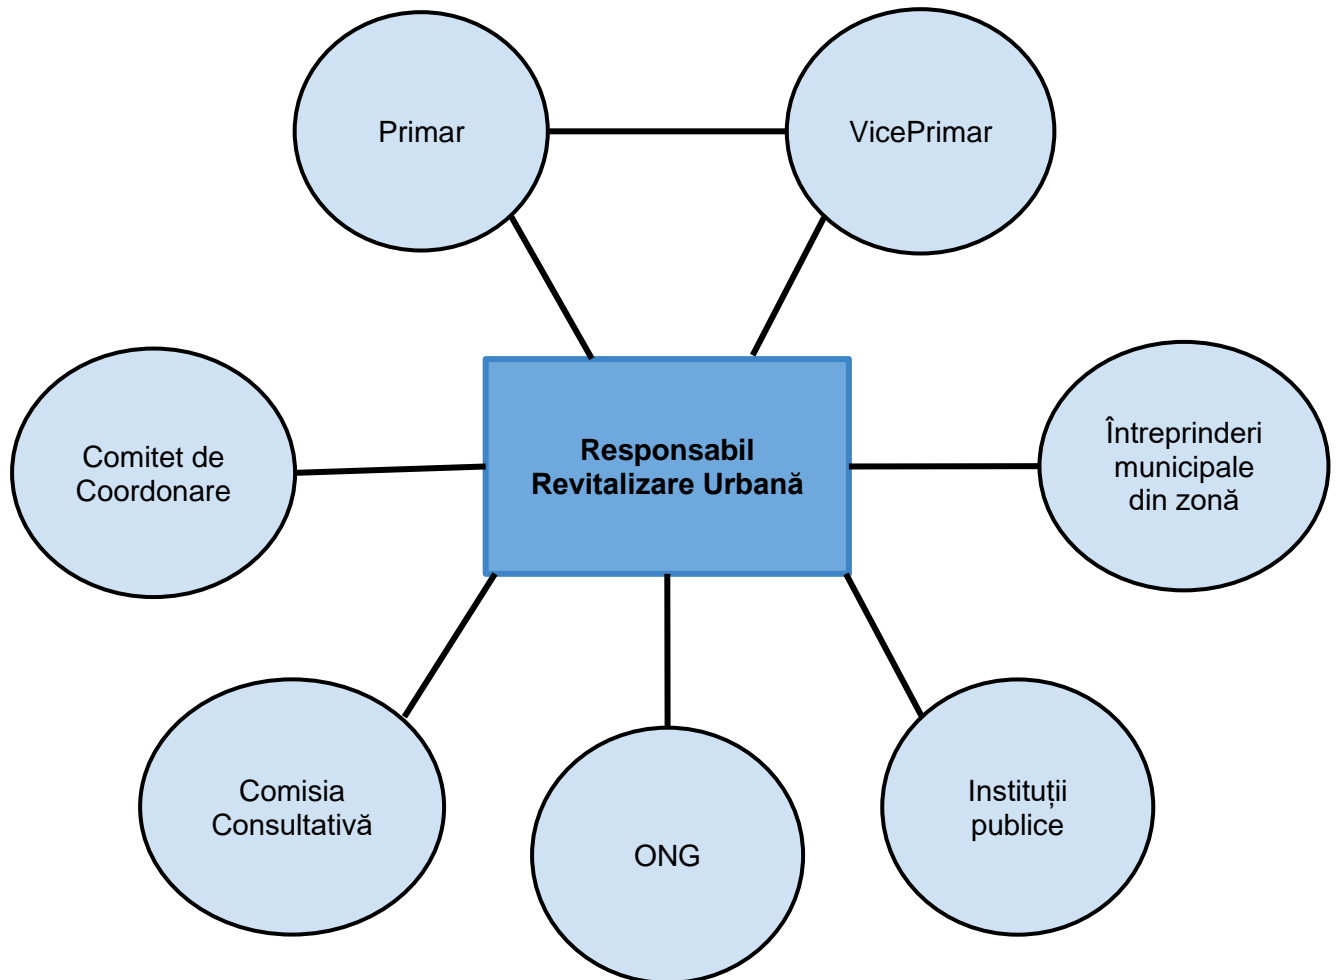 Primar
VicePrimar
Comitet de
Coordonare
Responsabil
Revitalizare Urbană
Întreprinderi
municipale
din zonă
Comisia
Consultativă
ONG
Instituții
publice